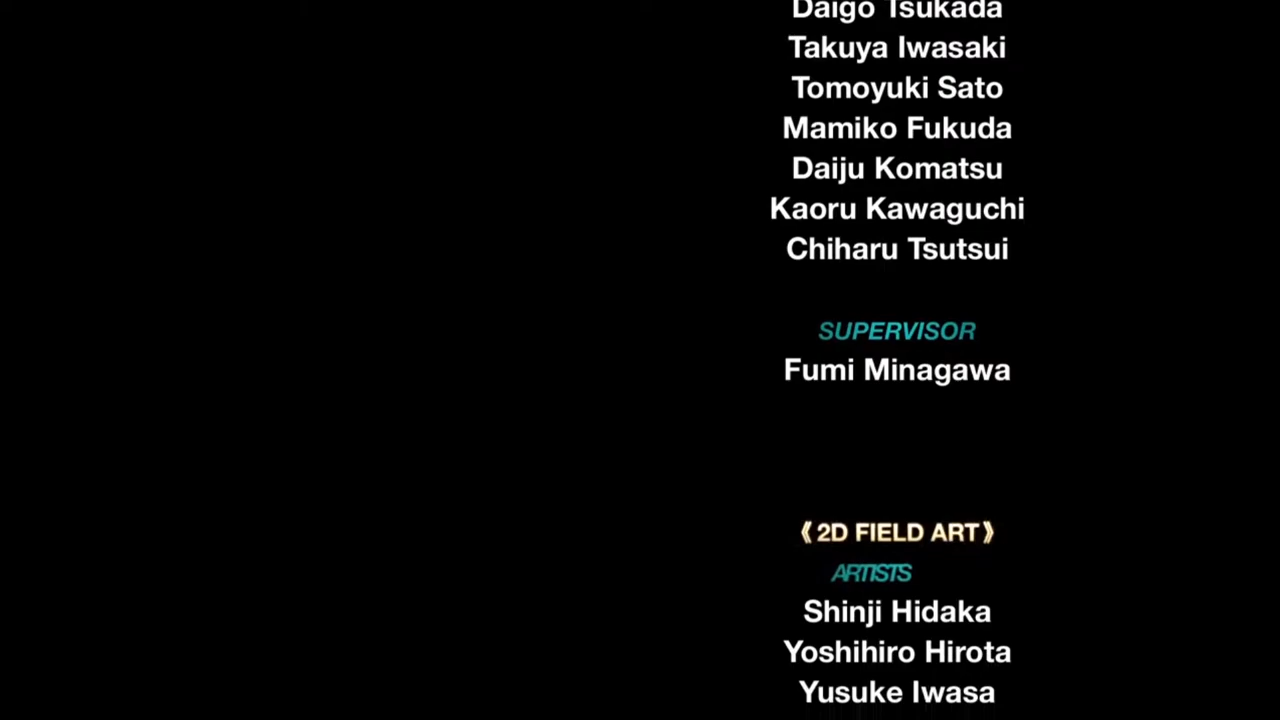 Daigo Tsukada
Takuya Iwasaki
Tomoyuki Sato
Mamiko Fukuda
Daiju Komatsu
Kaoru Kawaguchi
Chiharu Tsutsui
SUPERVISOR
Fumi Minagawa
《2D FIELD ART》
ARTISTS
Shinji Hidaka
Yoshihiro Hirota
Yusuke Iwasa